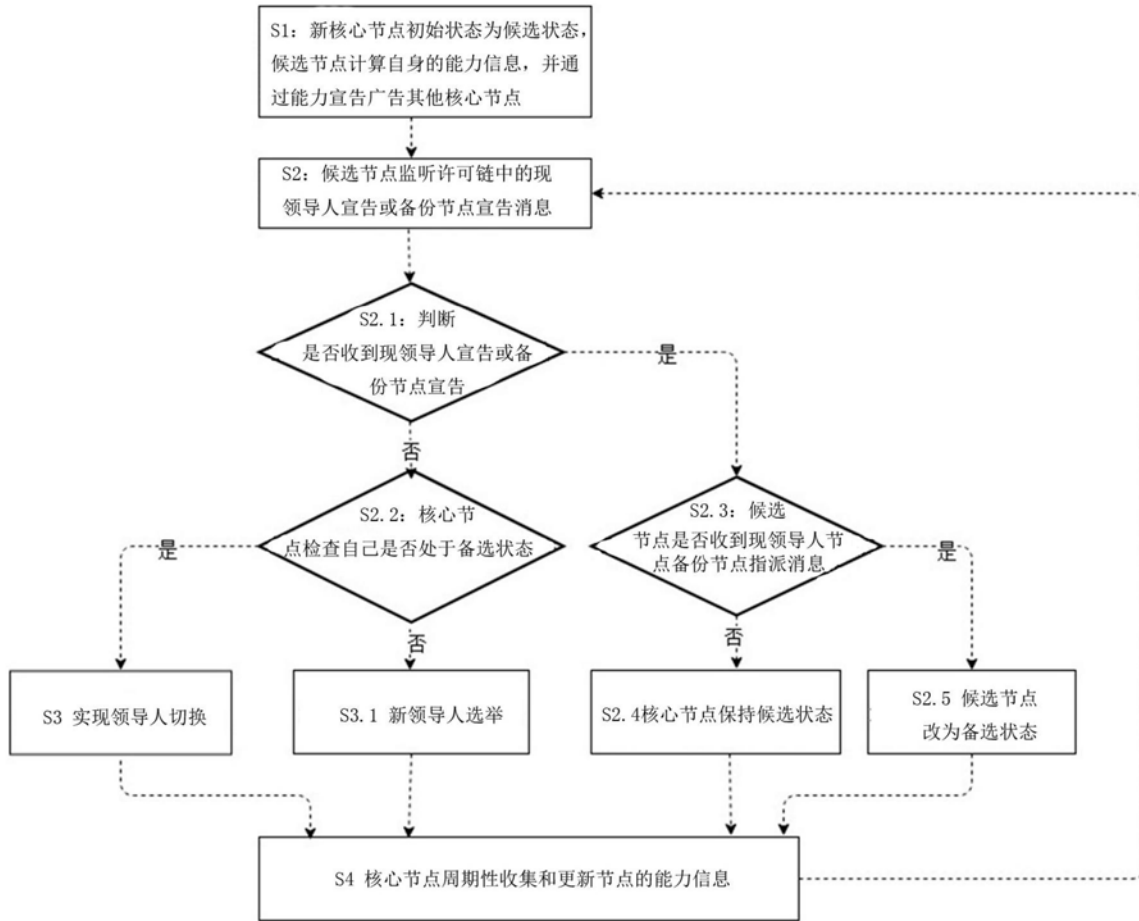 S1：新核心节点初始状态为候选状态，
候选节点计算自身的能力信息，并通
过能力宣告广告其他核心节点
S2：候选节点监听许可链中的现
领导人宣告或备份节点宣告消息
S2.1：判断
是否收到现领导人宣告或备
份节点宣告
是
否
S2.2：核心节
点检查自己是否处于备选状态
S2.3：候选
节点是否收到现领导人节
点备份节点指派消息
是
是
否
否
S3 实现领导人切换
S3.1 新领导人选举
S2.4核心节点保持候选状态
S2.5 候选节点
改为备选状态
S4 核心节点周期性收集和更新节点的能力信息